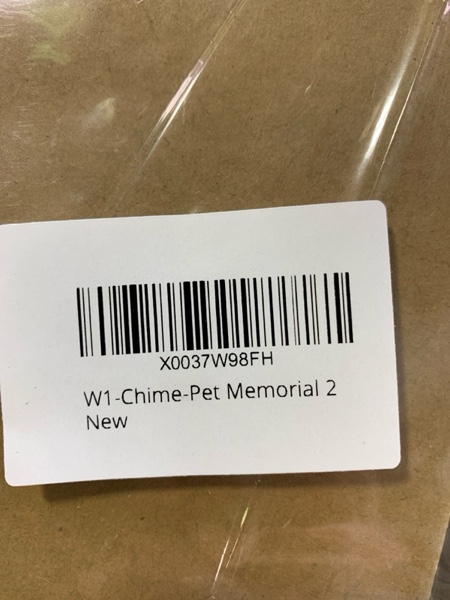 X0037W98FH
W1-Chime-Pet Memorial 2
New